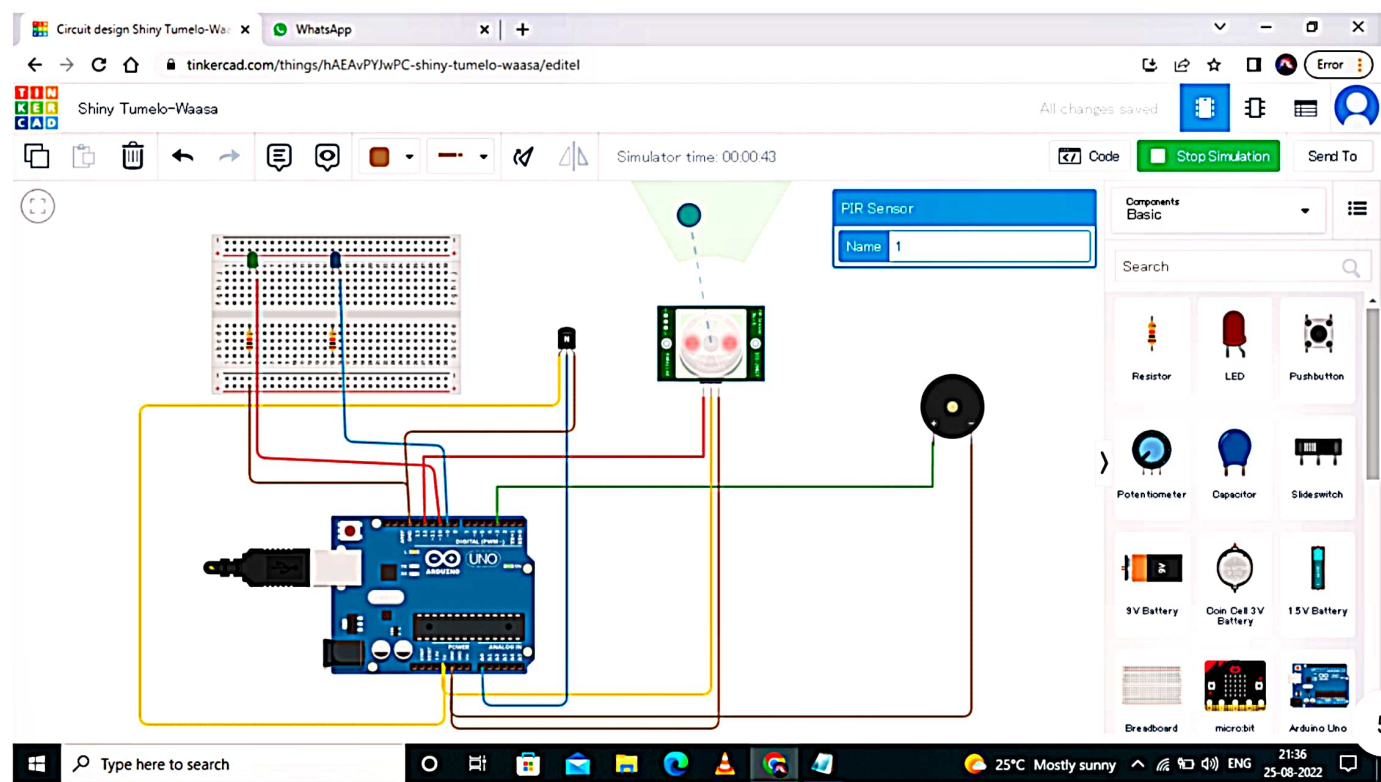 Circuit design Shiny Tumelo-Wa
WhatsApp
tinkercad.com/things/hAEAvPYJwPC-shiny-tumelo-waasa/editel
Error
TIN
KER
CAD
Shiny Tumelo-Waasa
All changes saved
Simulator time: 00:00:43
Code
Stop Simulation
Send To
PIR Sensor
Name 1
Components
Basic
Search
Resistor
LED
Pushbutton
Potentiometer
Capacitor
Slideswitch
9V Battery
Coin Cell 3V
Battery
1.5V Battery
Breadboard
micro:bit
Arduino Uno
N
DIGITAL (PWM~)
UNO
ARDUINO
POWER
ANALOG IN
Type here to search
25°C Mostly sunny
ENG
21:36
25-08-2022